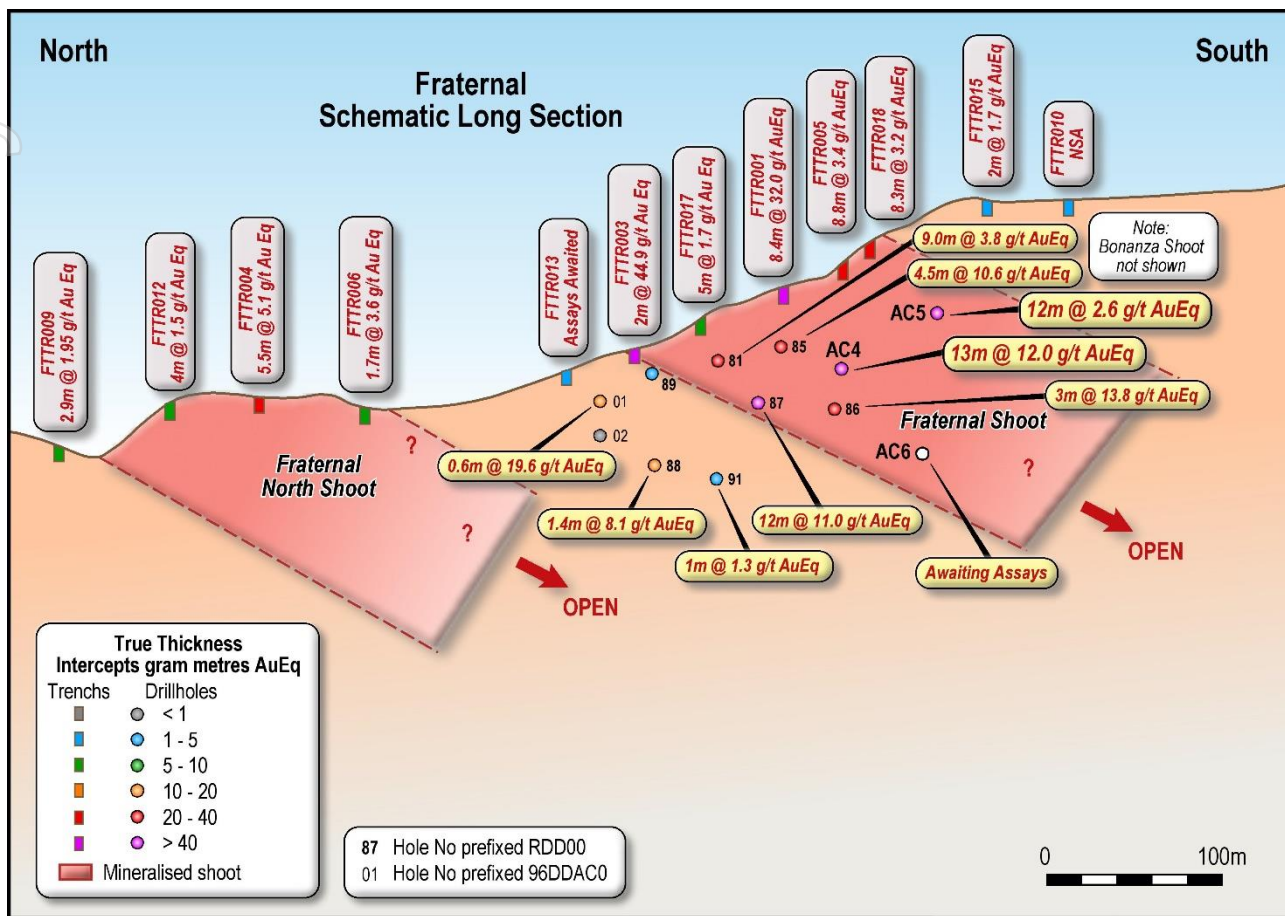 North
South
Fraternal
Schematic Long Section
FTTR009
2.9m @ 1.95 g/t Au Eq
FTTR012
4m @ 1.5 g/t Au Eq
FTTR004
5.5m @ 5.1 g/t Au Eq
FTTR006
1.7m @ 3.6 g/t Au Eq
FTTR013
Assays Awaited
FTTR003
2m @ 44.9 g/t Au Eq
FTTR017
5m @ 1.7 g/t Au Eq
FTTR001
8.4m @ 32.0 g/t AuEq
FTTR005
8.8m @ 3.4 g/t AuEq
FTTR018
8.3m @ 3.2 g/t AuEq
FTTR015
2m @ 1.7 g/t AuEq
FTTR010
NSA
Note:
Bonanza Shoot
not shown
9.0m @ 3.8 g/t AuEq
4.5m @ 10.6 g/t AuEq
AC5
12m @ 2.6 g/t AuEq
81
85
AC4
13m @ 12.0 g/t AuEq
89
01
87
86
3m @ 13.8 g/t AuEq
Fraternal Shoot
02
AC6
?
?
?
Fraternal
North Shoot
0.6m @ 19.6 g/t AuEq
88
91
1.4m @ 8.1 g/t AuEq
12m @ 11.0 g/t AuEq
1m @ 1.3 g/t AuEq
Awaiting Assays
OPEN
OPEN
True Thickness
Intercepts gram metres AuEq
Trenchs Drillholes
< 1
1 - 5
5 - 10
10 - 20
20 - 40
> 40
Mineralised shoot
87 Hole No prefixed RDD00
01 Hole No prefixed 96DDAC0
0 100m